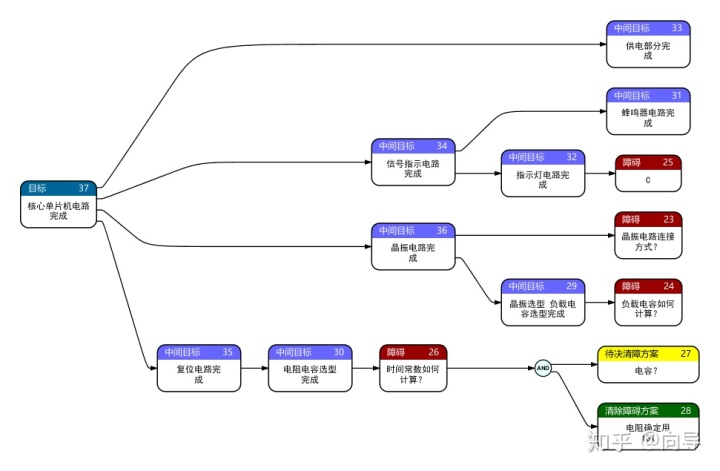 中间目标 33
供电部分完
成
中间目标 31
蜂鸣器电路完
成
中间目标 34
信号指示电路
完成
中间目标 32
指示灯电路完
成
障碍 25
C
目标 37
核心单片机电路
完成
障碍 23
晶振电路连接
方式？
中间目标 36
晶振电路完
成
中间目标 29
晶振选型 负载电
容选型完成
障碍 24
负载电容如何
计算？
中间目标 35
复位电路完
成
中间目标 30
电阻电容选型
完成
障碍 26
时间常数如何
计算？
AND
待决清障方案 27
电容？
清除障碍方案 28
电阻确定用
知乎 @向导